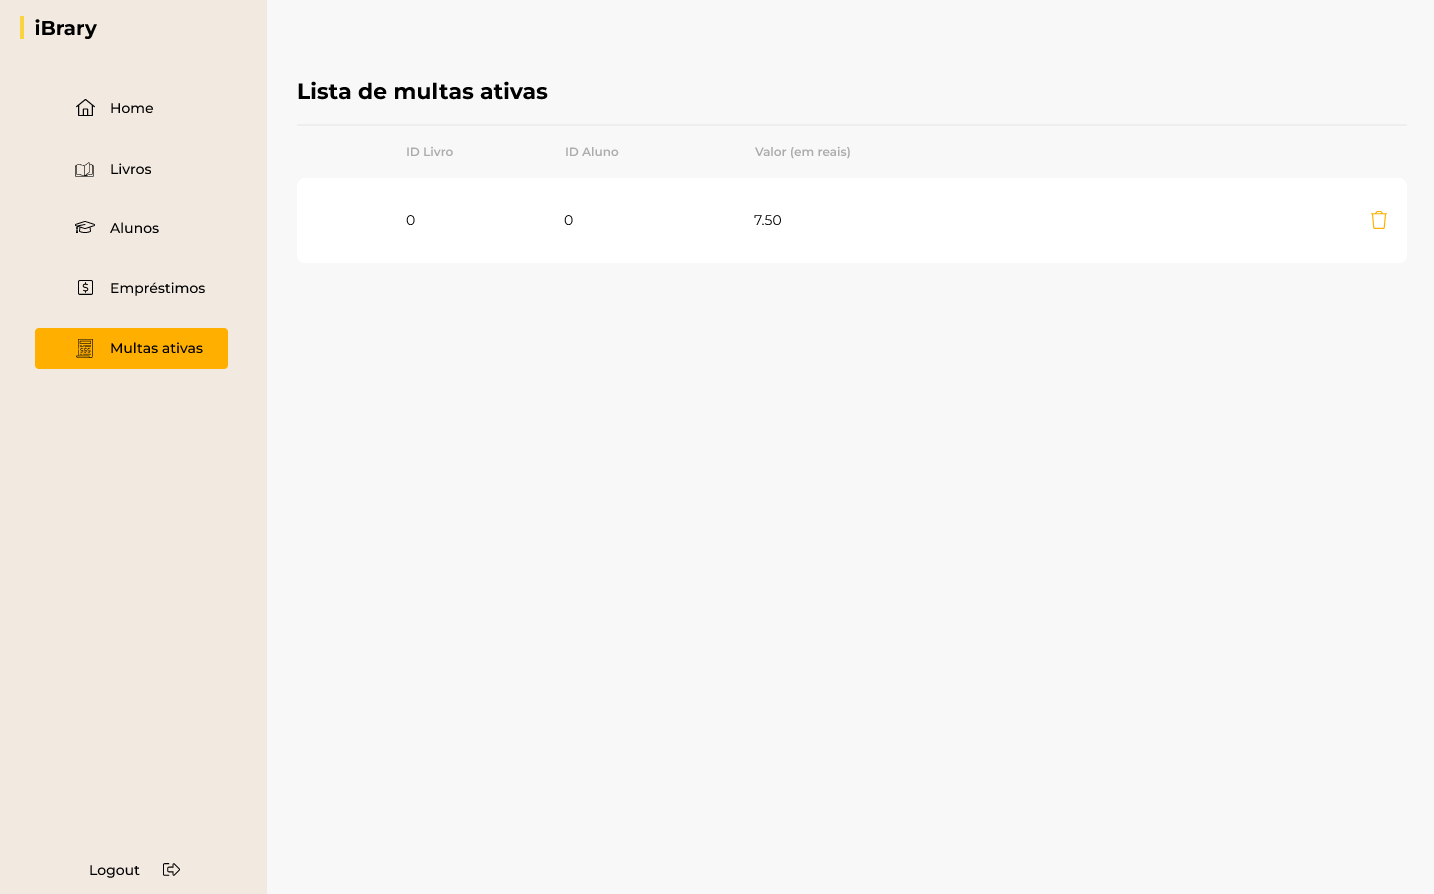 iBrary
Home
Livros
Alunos
Empréstimos
Multas ativas
Logout
Lista de multas ativas
ID Livro ID Aluno Valor (em reais)
0 0 7.50